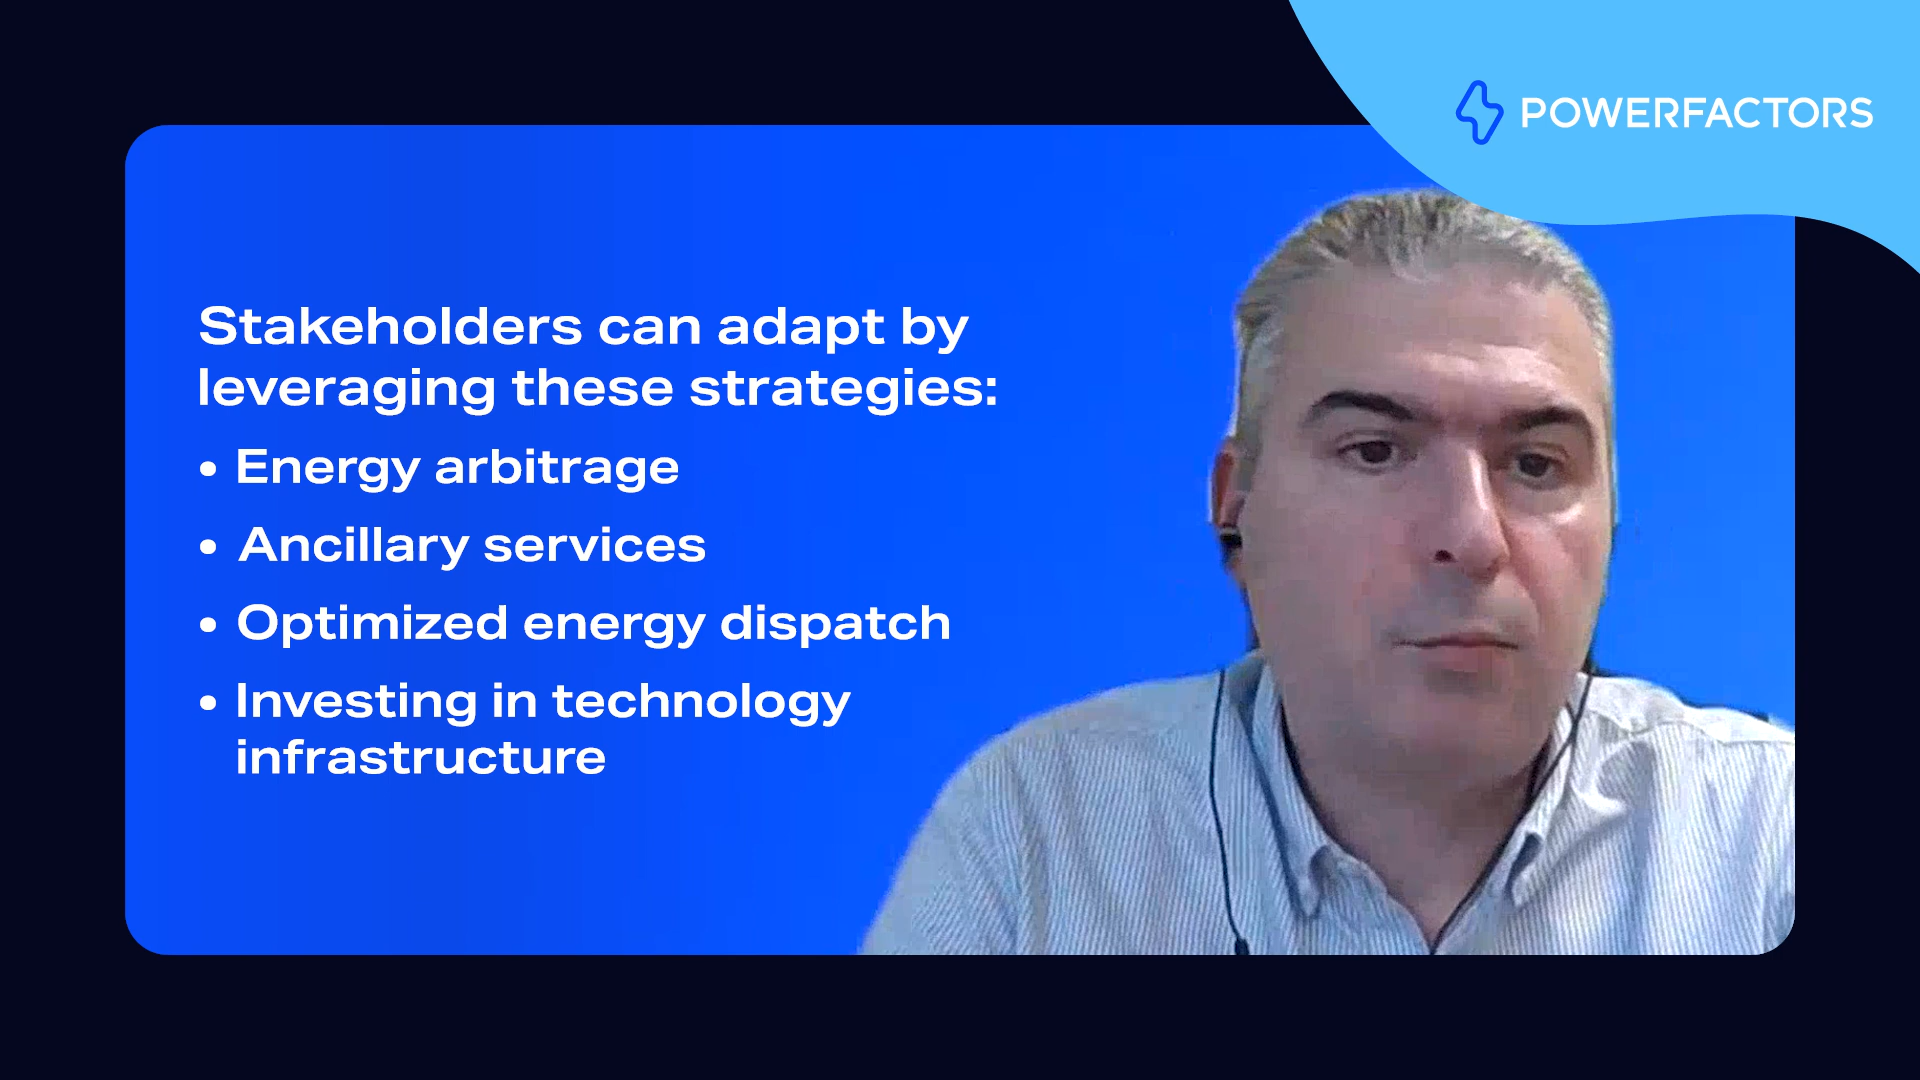 POWERFACTORS
Stakeholders can adapt by
leveraging these strategies:
• Energy arbitrage
• Ancillary services
• Optimized energy dispatch
• Investing in technology
infrastructure